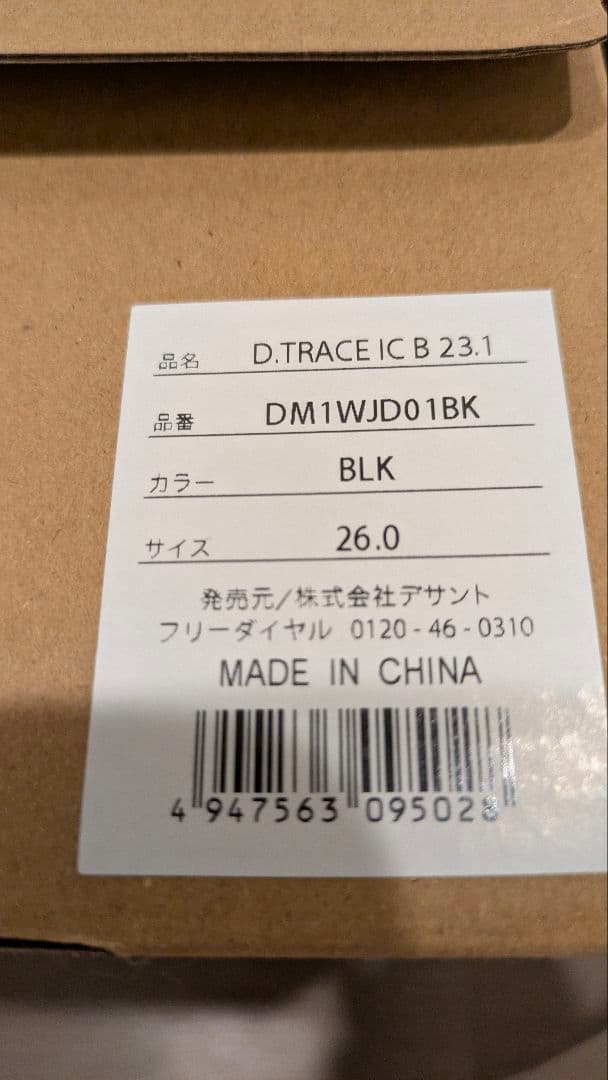 品名 D.TRACE IC B 23.1
品番 DM1WJD01BK
カラー BLK
サイズ 26.0
発売元/株式会社デサント
フリーダイヤル 0120-46-0310
MADE IN CHINA
4 947563 095028